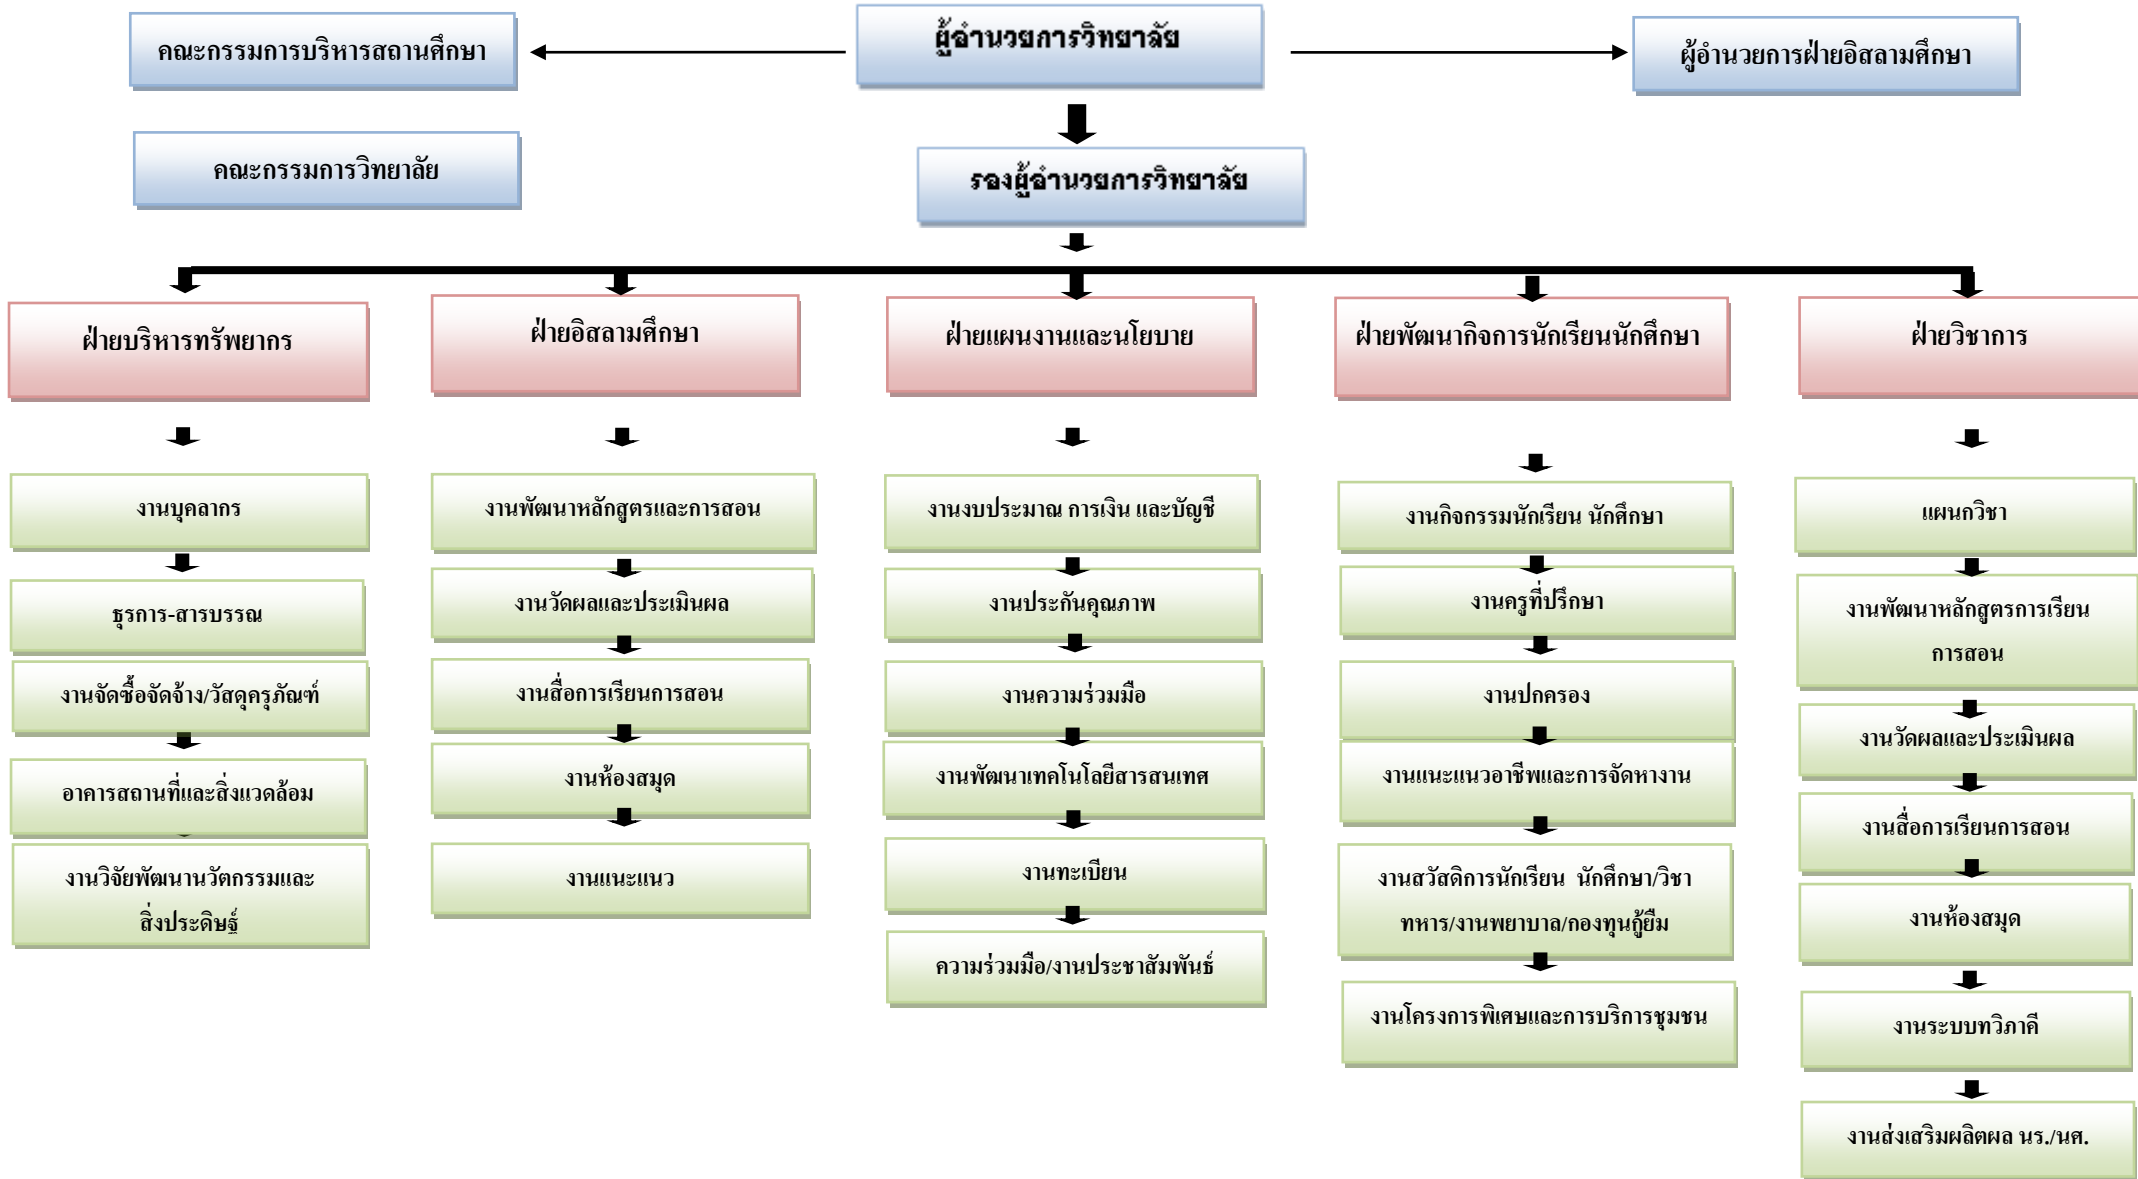 ผู้อำนวยการวิทยาลัย
คณะกรรมการบริหารสถานศึกษา
ผู้อำนวยการฝ่ายอิสลามศึกษา
คณะกรรมการวิทยาลัย
รองผู้อำนวยการวิทยาลัย
ฝ่ายบริหารทรัพยากร
งานบุคลากร
ธุรการ-สารบรรณ
งานจัดซื้อจัดจ้าง/วัสดุครุภัณฑ์
อาคารสถานที่และสิ่งแวดล้อม
งานวิจัยพัฒนานวัตกรรมและ
สิ่งประดิษฐ์
ฝ่ายอิสลามศึกษา
งานพัฒนาหลักสูตรและการสอน
งานวัดผลและประเมินผล
งานสื่อการเรียนการสอน
งานห้องสมุด
งานแนะแนว
ฝ่ายแผนงานและนโยบาย
งานงบประมาณ การเงิน และบัญชี
งานประกันคุณภาพ
งานความร่วมมือ
งานพัฒนาเทคโนโลยีสารสนเทศ
งานทะเบียน
ความร่วมมือ/งานประชาสัมพันธ์
ฝ่ายพัฒนากิจการนักเรียนนักศึกษา
งานกิจกรรมนักเรียน นักศึกษา
งานครูที่ปรึกษา
งานปกครอง
งานแนะแนวอาชีพและการจัดหางาน
งานสวัสดิการนักเรียน นักศึกษา/วิชา
ทหาร/งานพยาบาล/กองทุนกู้ยืม
งานโครงการพิเศษและการบริการชุมชน
ฝ่ายวิชาการ
แผนกวิชา
งานพัฒนาหลักสูตรการเรียน
การสอน
งานวัดผลและประเมินผล
งานสื่อการเรียนการสอน
งานห้องสมุด
งานระบบทวิภาคี
งานส่งเสริมผลิตผล นร./นศ.